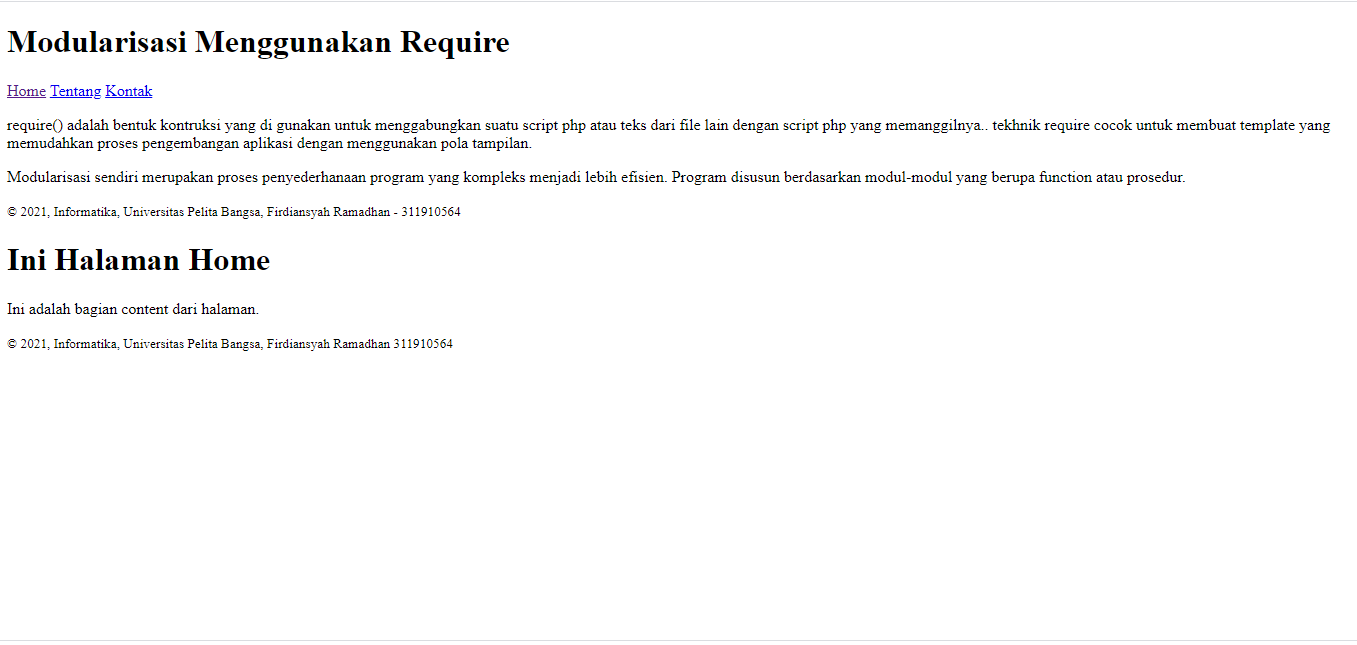 Modularisasi Menggunakan Require
Home Tentang Kontak
require() adalah bentuk kontruksi yang di gunakan untuk menggabungkan suatu script php atau teks dari file lain dengan script php yang memanggilnya.. tekhnik require cocok untuk membuat template yang
memudahkan proses pengembangan aplikasi dengan menggunakan pola tampilan.
Modularisasi sendiri merupakan proses penyederhanaan program yang kompleks menjadi lebih efisien. Program disusun berdasarkan modul-modul yang berupa function atau prosedur.
© 2021, Informatika, Universitas Pelita Bangsa, Firdiansyah Ramadhan - 311910564
Ini Halaman Home
Ini adalah bagian content dari halaman.
© 2021, Informatika, Universitas Pelita Bangsa, Firdiansyah Ramadhan 311910564